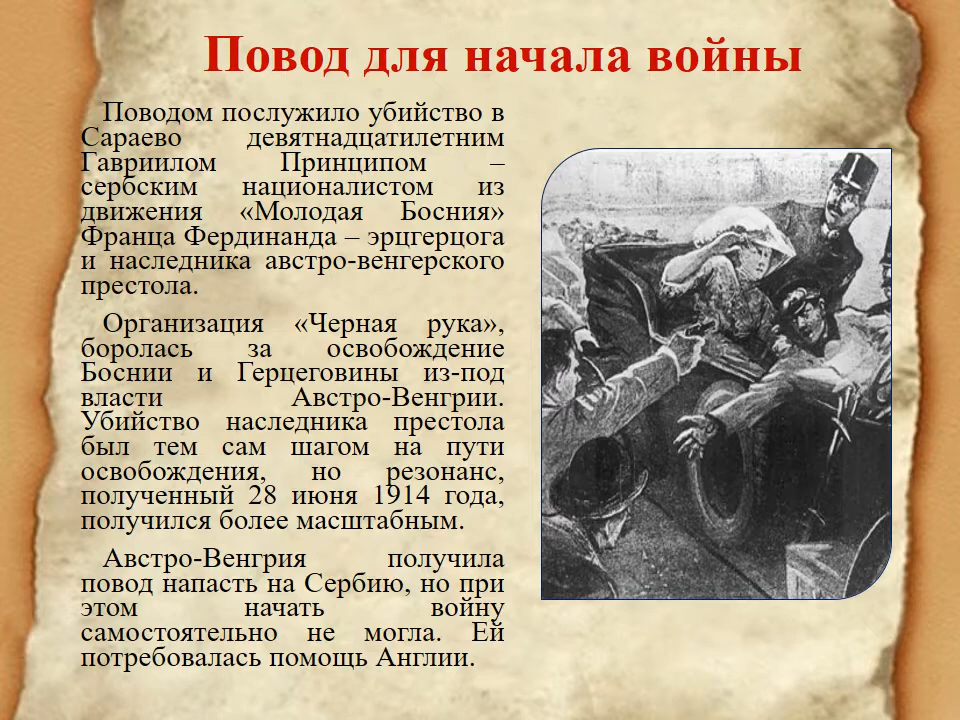 Повод для начала войны
Поводом послужило убийство в
Сараево девятнадцатилетним
Гавриилом Принципом –
сербским националистом из
движения «Молодая Босния»
Франца Фердинанда – эрцгерцога
и наследника австро-венгерского
престола.
Организация «Черная рука»,
боролась за освобождение
Боснии и Герцеговины из-под
власти Австро-Венгрии.
Убийство наследника престола
был тем сам шагом на пути
освобождения, но резонанс,
полученный 28 июня 1914 года,
получился более масштабным.
Австро-Венгрия получила
повод напасть на Сербию, но при
этом начать войну
самостоятельно не могла. Ей
потребовалась помощь Англии.